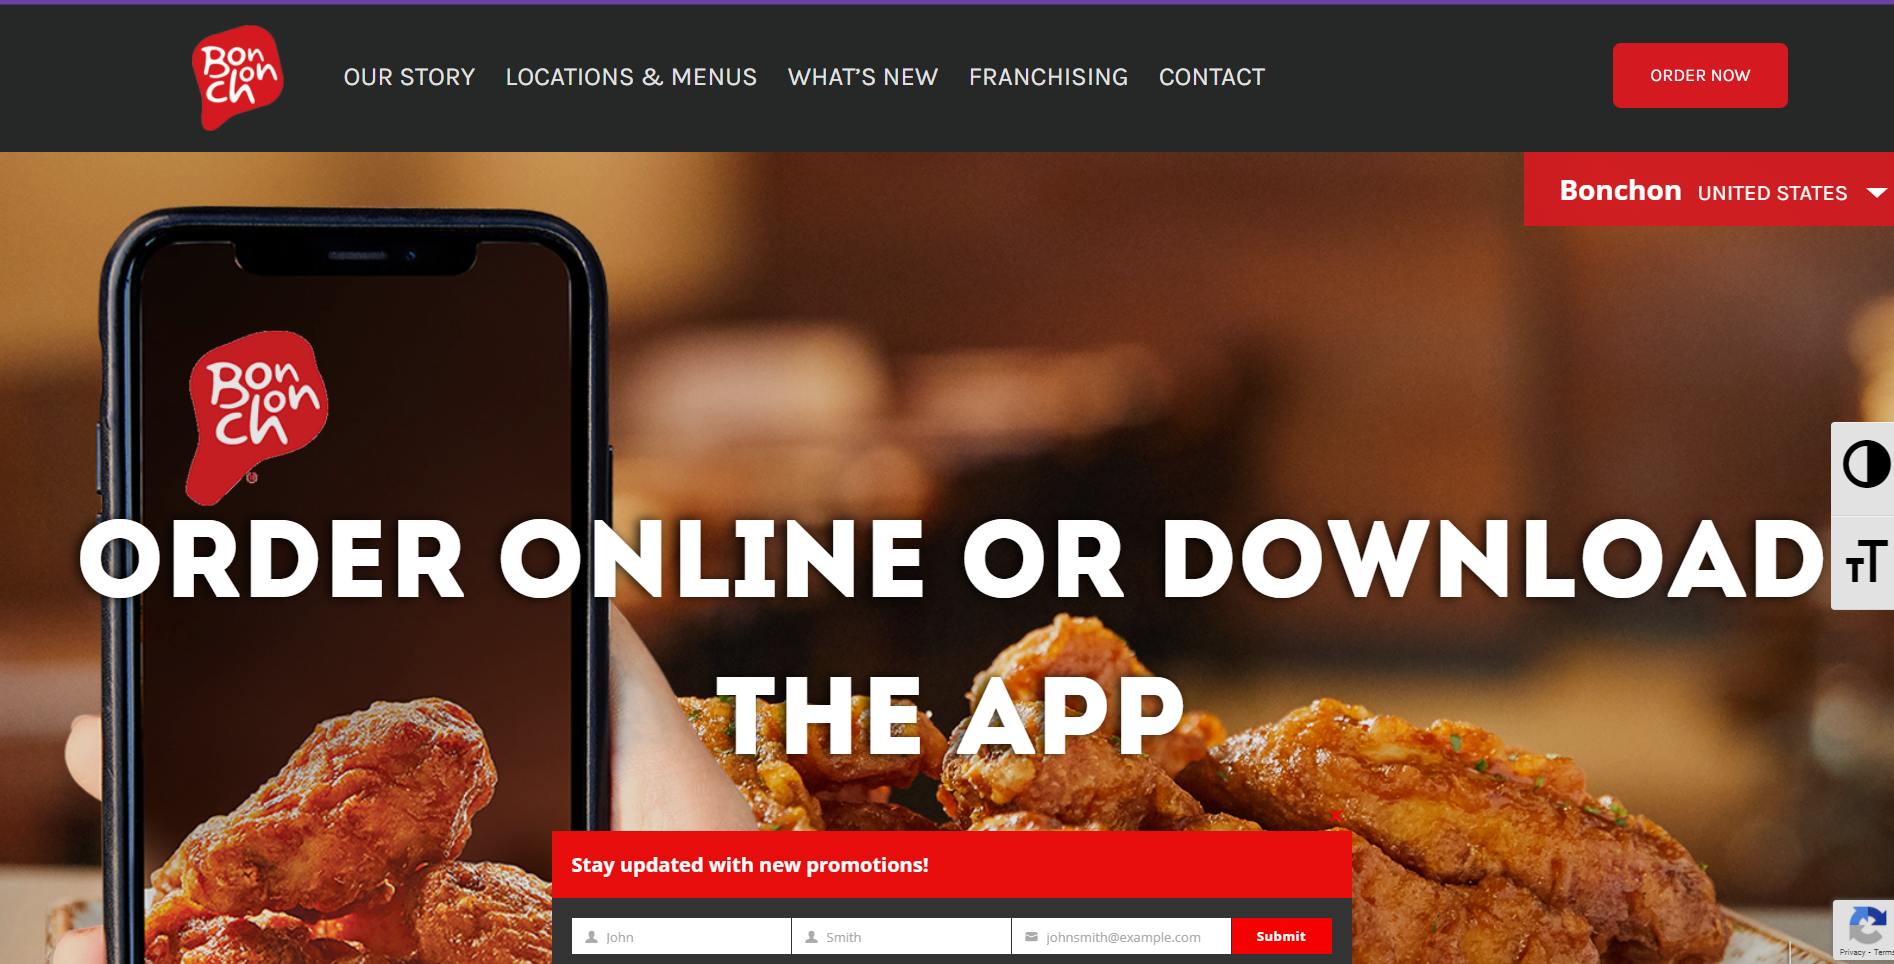 Bon
chon
OUR STORY
LOCATIONS & MENUS
WHAT'S NEW
FRANCHISING
CONTACT
ORDER NOW
Bonchon UNITED STATES
Bon
chon
®
ORDER ONLINE OR DOWNLOAD
THE APP
TT
Stay updated with new promotions!
John
Smith
johnsmith@example.com
Submit
Privacy - Terms